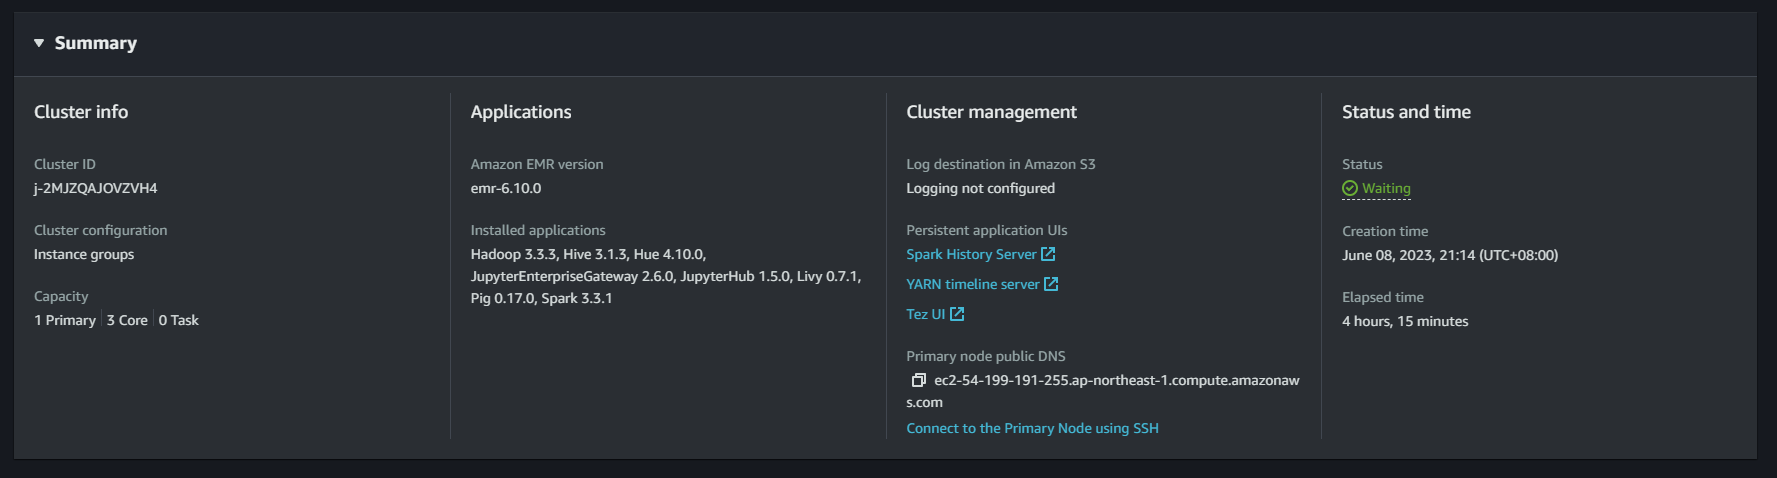 Summary
Cluster info
Cluster ID
j-2MJZQAJOVZVH4
Cluster configuration
Instance groups
Capacity
1 Primary | 3 Core | 0 Task
Applications
Amazon EMR version
emr-6.10.0
Installed applications
Hadoop 3.3.3, Hive 3.1.3, Hue 4.10.0,
JupyterEnterpriseGateway 2.6.0, JupyterHub 1.5.0, Livy 0.7.1,
Pig 0.17.0, Spark 3.3.1
Cluster management
Log destination in Amazon S3
Logging not configured
Persistent application UIs
Spark History Server
YARN timeline server
Tez UI
Primary node public DNS
ec2-54-199-191-255.ap-northeast-1.compute.amazonaw
s.com
Connect to the Primary Node using SSH
Status and time
Status
Waiting
Creation time
June 08, 2023, 21:14 (UTC+08:00)
Elapsed time
4 hours, 15 minutes